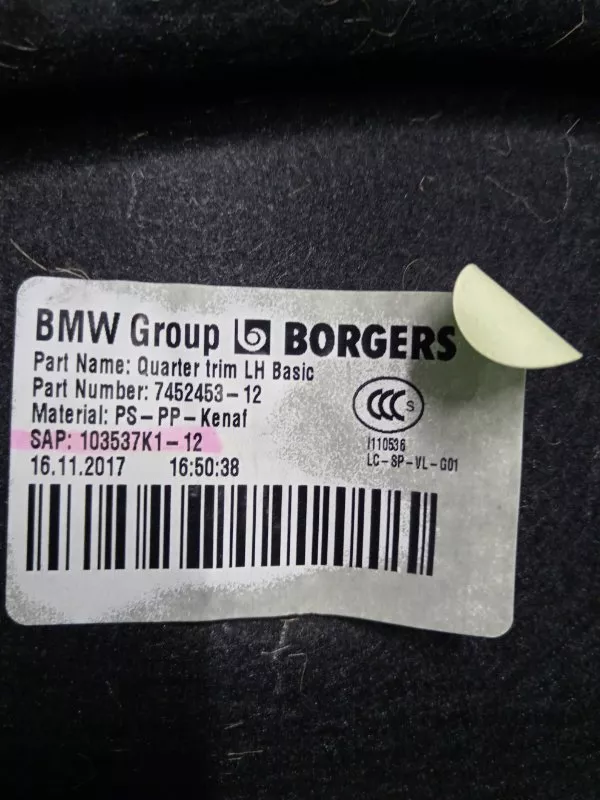 BMW Group BORGERS
Part Name: Quarter trim LH Basic
Part Number: 7452453-12
Material: PS-PP-Kenaf
SAP: 103537K1-12
16.11.2017 16:50:38
CCC S
I110536
LC-SP-VL-G01